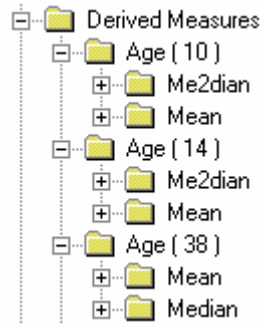 Derived Measures
Age ( 10 )
Me2dian
Mean
Age ( 14 )
Me2dian
Mean
Age ( 38 )
Mean
Median